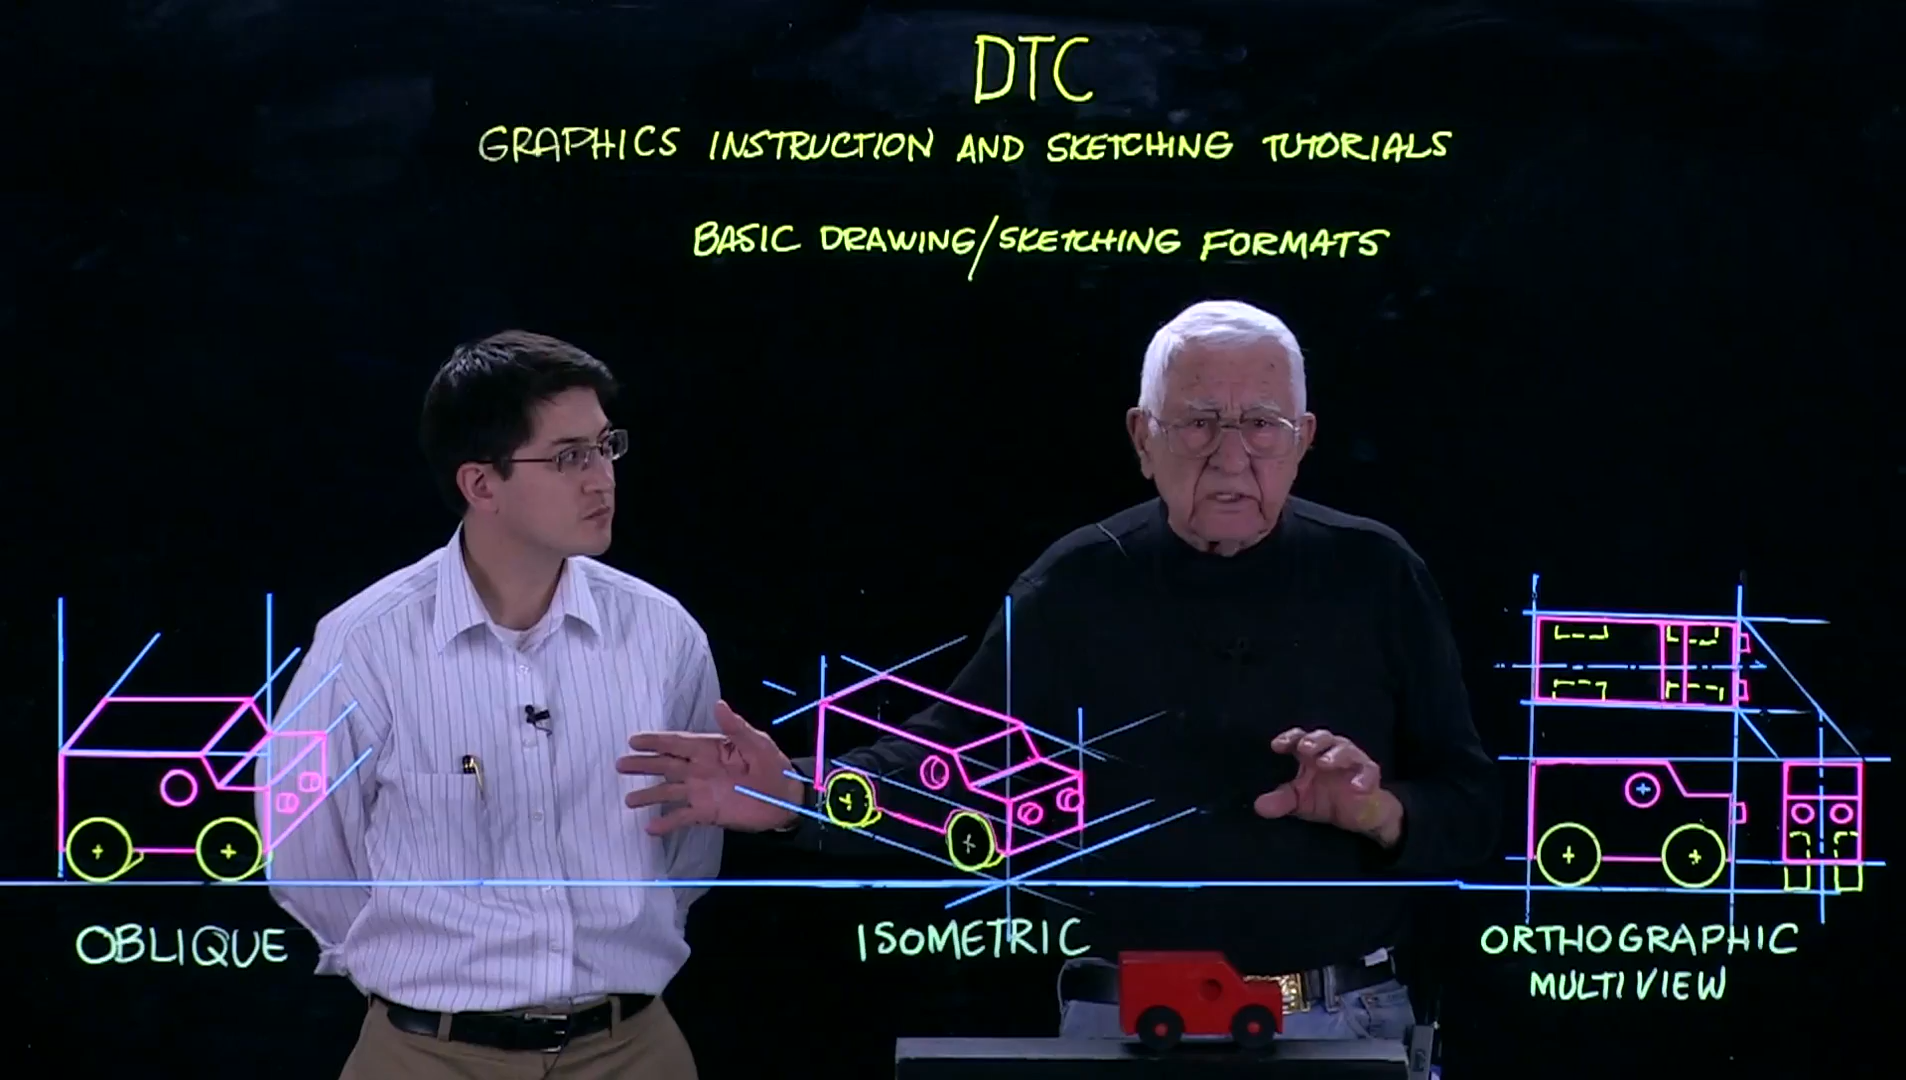 DTC
GRAPHICS INSTRUCTION AND SKETCHING TUTORIALS
BASIC DRAWING/SKETCHING FORMATS
OBLIQUE
ISOMETRIC
ORTHOGRAPHIC
MULTIVIEW